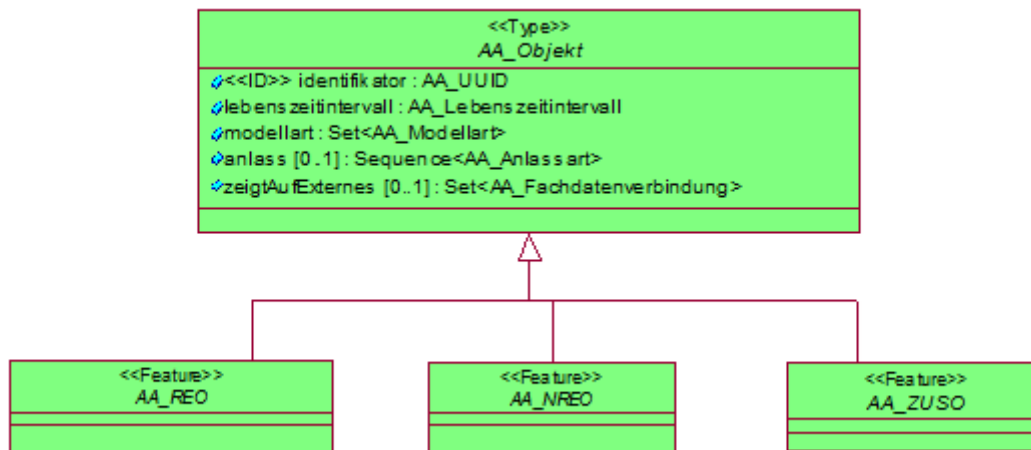 <<Type>>
AA_Objekt
<<ID>> identifikator : AA_UUID
lebenszeitintervall : AA_Lebenszeitintervall
modellart : Set<AA_Modellart>
anlass [0..1] : Sequence<AA_Anlassart>
zeigtAufExternes [0..1] : Set<AA_Fachdatenverbindung>
<<Feature>>
AA_REO
<<Feature>>
AA_NREO
<<Feature>>
AA_ZUSO